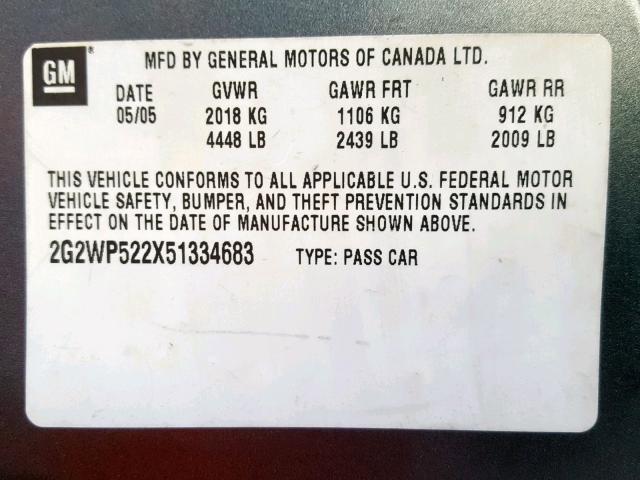 GM ®
MFD BY GENERAL MOTORS OF CANADA LTD.
DATE GVWR GAWR FRT GAWR RR
05/05 2018 KG 1106 KG 912 KG
4448 LB 2439 LB 2009 LB
THIS VEHICLE CONFORMS TO ALL APPLICABLE U.S. FEDERAL MOTOR
VEHICLE SAFETY, BUMPER, AND THEFT PREVENTION STANDARDS IN
EFFECT ON THE DATE OF MANUFACTURE SHOWN ABOVE.
2G2WP522X51334683 TYPE: PASS CAR